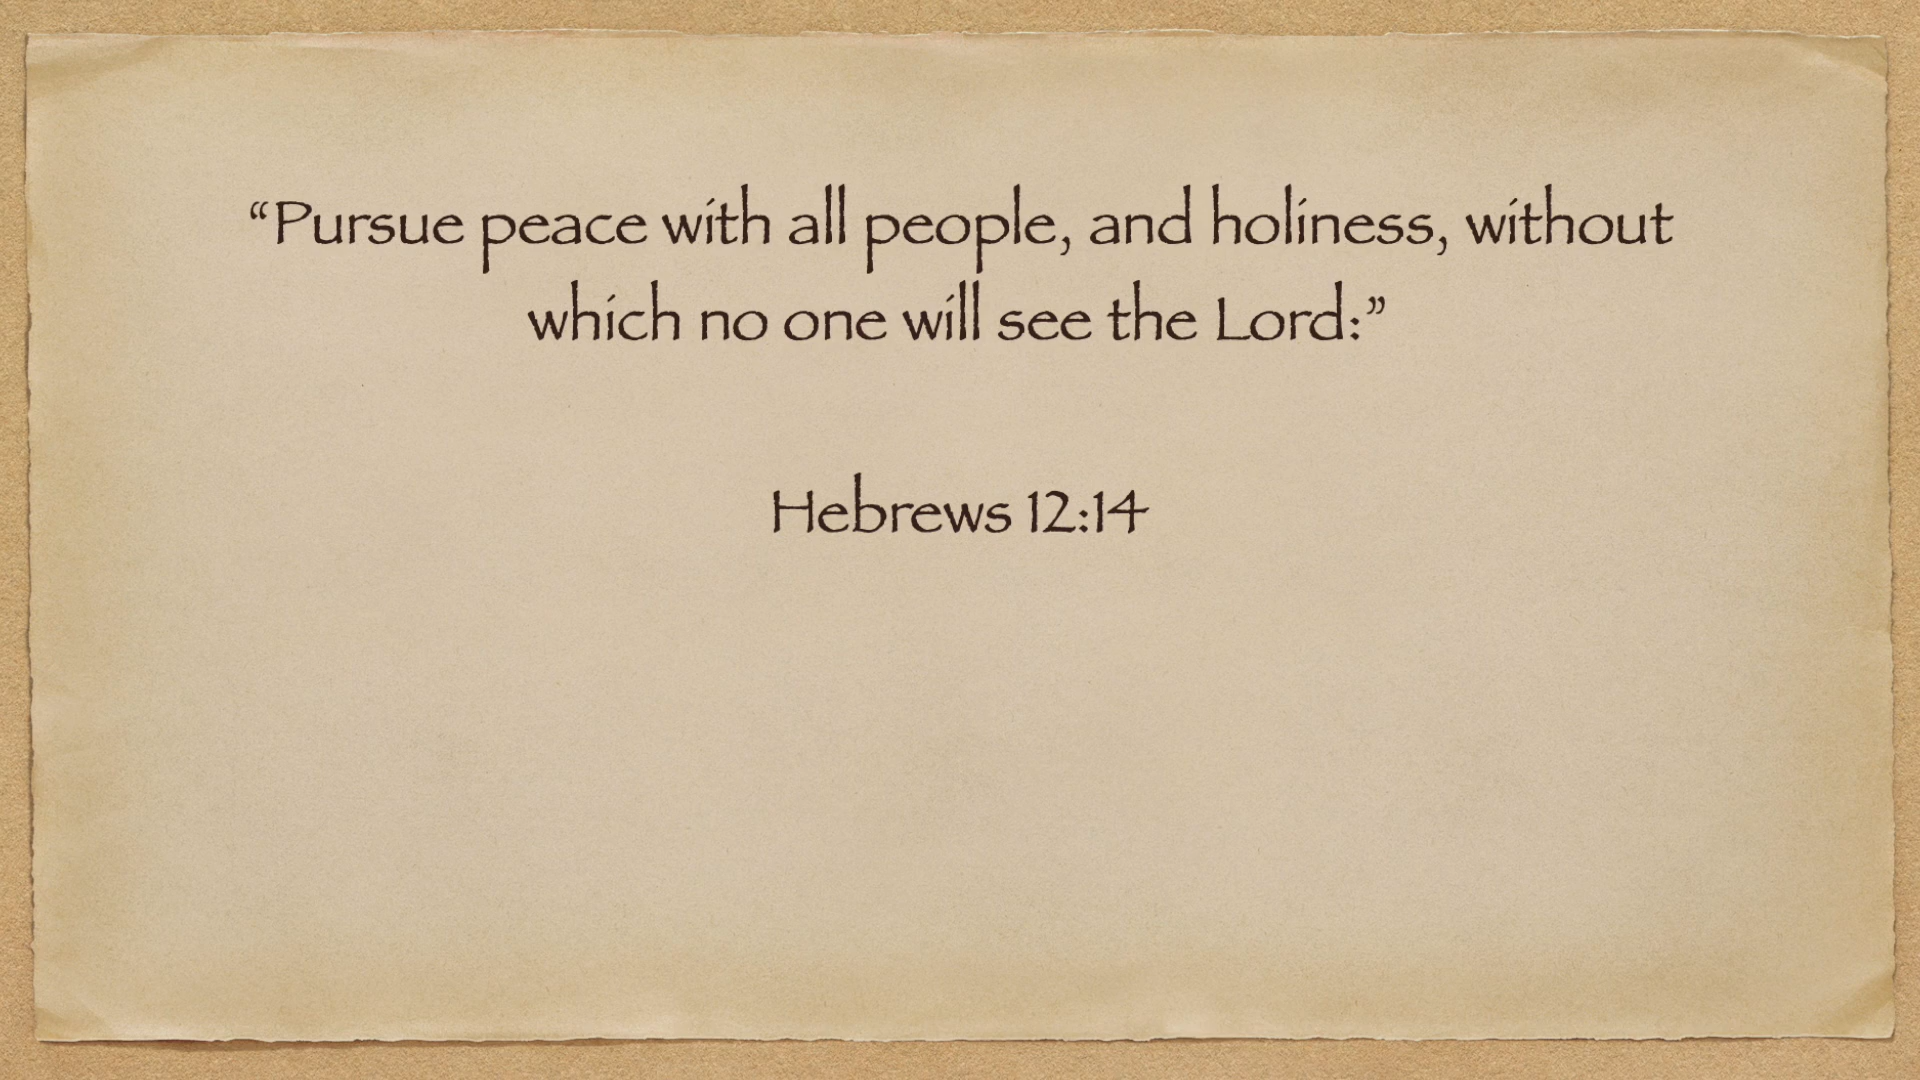 “Pursue peace with all people, and holiness, without
which no one will see the Lord:”
Hebrews 12:14